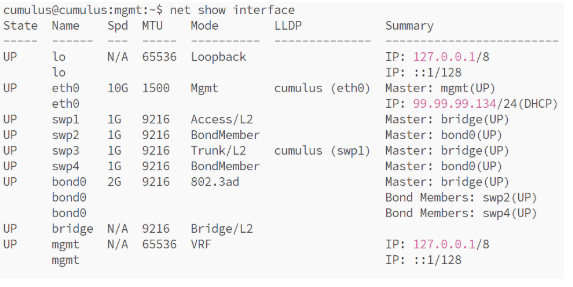 cumulus@cumulus:mgmt:~$ net show interface
State  Name    Spd  MTU    Mode        LLDP            Summary
-----  ------  ---  -----  ----------  --------------  -------------------------
UP     lo      N/A  65536  Loopback                    IP: 127.0.0.1/8
       lo                                              IP: ::1/128
UP     eth0    10G  1500   Mgmt        cumulus (eth0)  Master: mgmt(UP)
       eth0                                            IP: 99.99.99.134/24(DHCP)
UP     swp1    1G   9216   Access/L2                   Master: bridge(UP)
UP     swp2    1G   9216   BondMember                  Master: bond0(UP)
UP     swp3    1G   9216   Trunk/L2    cumulus (swp1)  Master: bridge(UP)
UP     swp4    1G   9216   BondMember                  Master: bond0(UP)
UP     bond0   2G   9216   802.3ad                     Master: bridge(UP)
       bond0                                           Bond Members: swp2(UP)
       bond0                                           Bond Members: swp4(UP)
UP     bridge  N/A  9216   Bridge/L2
UP     mgmt    N/A  65536  VRF                         IP: 127.0.0.1/8
       mgmt                                            IP: ::1/128